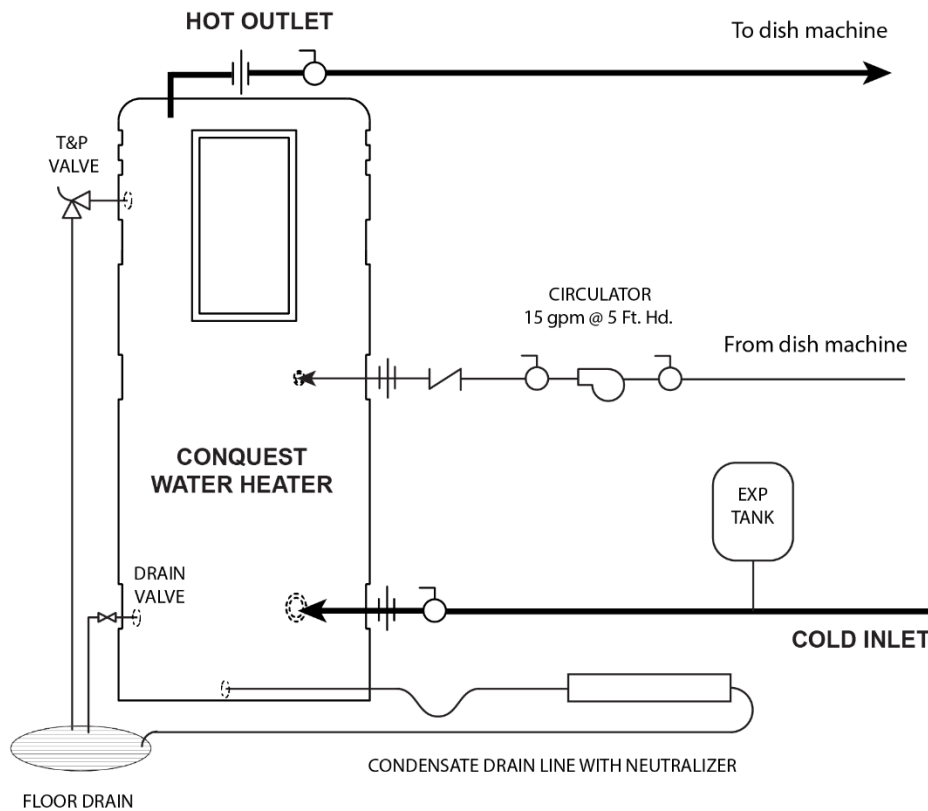 HOT OUTLET
To dish machine
T&P
VALVE
CIRCULATOR
15 gpm @ 5 Ft. Hd.
From dish machine
CONQUEST
WATER HEATER
EXP
TANK
DRAIN
VALVE
COLD INLET
CONDENSATE DRAIN LINE WITH NEUTRALIZER
FLOOR DRAIN